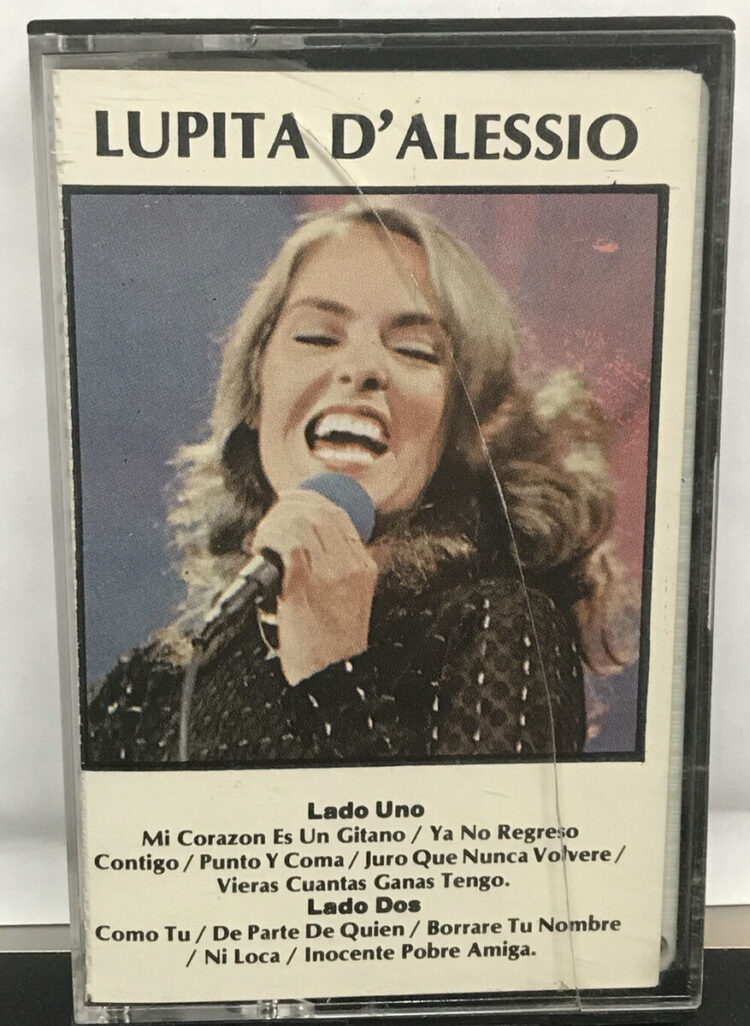 LUPITA D'ALESSIO
Lado Uno
Mi Corazon Es Un Gitano / Ya No Regreso
Contigo / Punto Y Coma / Juro Que Nunca Volvere /
Vieras Cuantas Ganas Tengo.
Lado Dos
Como Tu / De Parte De Quien / Borrare Tu Nombre
/ Ni Loca / Inocente Pobre Amiga.